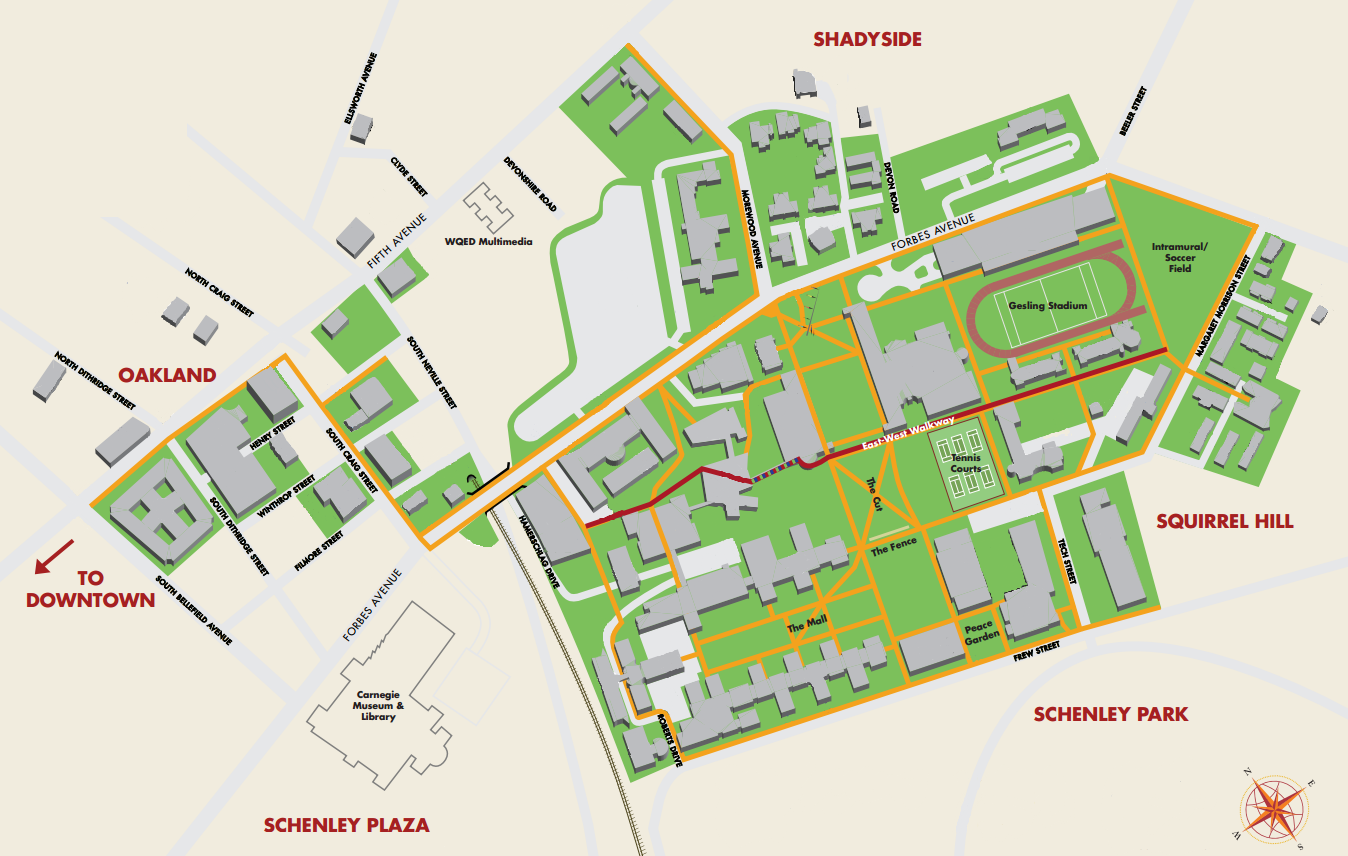 SHADYSIDE
ELLSWORTH AVENUE
BEELER STREET
CLYDE STREET
DEVONSHIRE ROAD
DEVON ROAD
MOREWOOD AVENUE
FORBES AVENUE
FIFTH AVENUE
WQED Multimedia
Intramural/
Soccer
Field
NORTH CRAIG STREET
MARGARET MORRISON STREET
Gesling Stadium
SOUTH NEVILLE STREET
NORTH DITHRIDGE STREET
OAKLAND
HENRY STREET
SOUTH CRAIG STREET
East-West Walkway
Tennis
Courts
WINTHROP STREET
SOUTH DITHRIDGE STREET
The Cut
FILMORE STREET
HAMERSCHLAG DRIVE
The Fence
TECH STREET
SQUIRREL HILL
TO
DOWNTOWN
SOUTH BELLEFIELD AVENUE
FORBES AVENUE
The Mall
Peace
Garden
FREW STREET
Carnegie
Museum &
Library
ROBERTS DRIVE
SCHENLEY PARK
SCHENLEY PLAZA
N
E
W
S